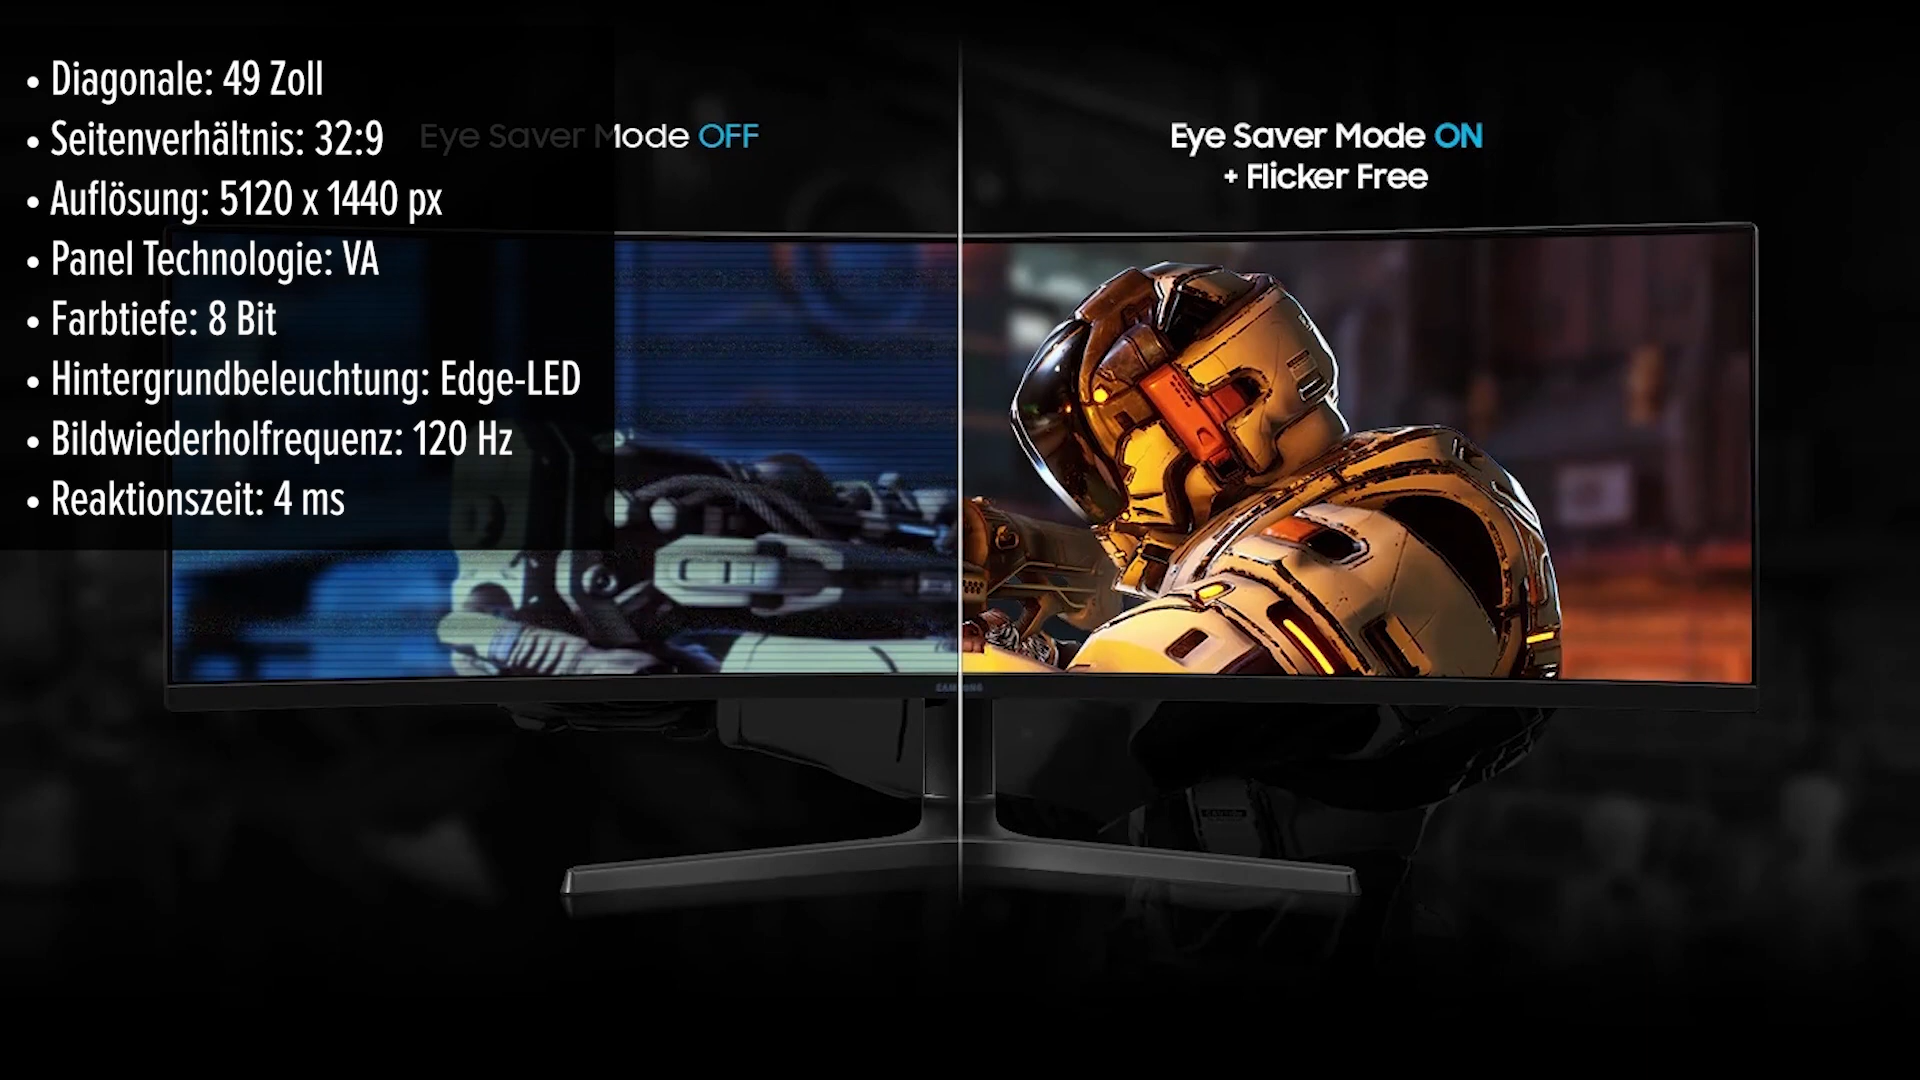 • Diagonale: 49 Zoll
• Seitenverhältnis: 32:9
• Auflösung: 5120 x 1440 px
• Panel Technologie: VA
• Farbtiefe: 8 Bit
• Hintergrundbeleuchtung: Edge-LED
• Bildwiederholfrequenz: 120 Hz
• Reaktionszeit: 4 ms
Eye Saver Mode OFF
Eye Saver Mode ON
+ Flicker Free
SAMSUNG